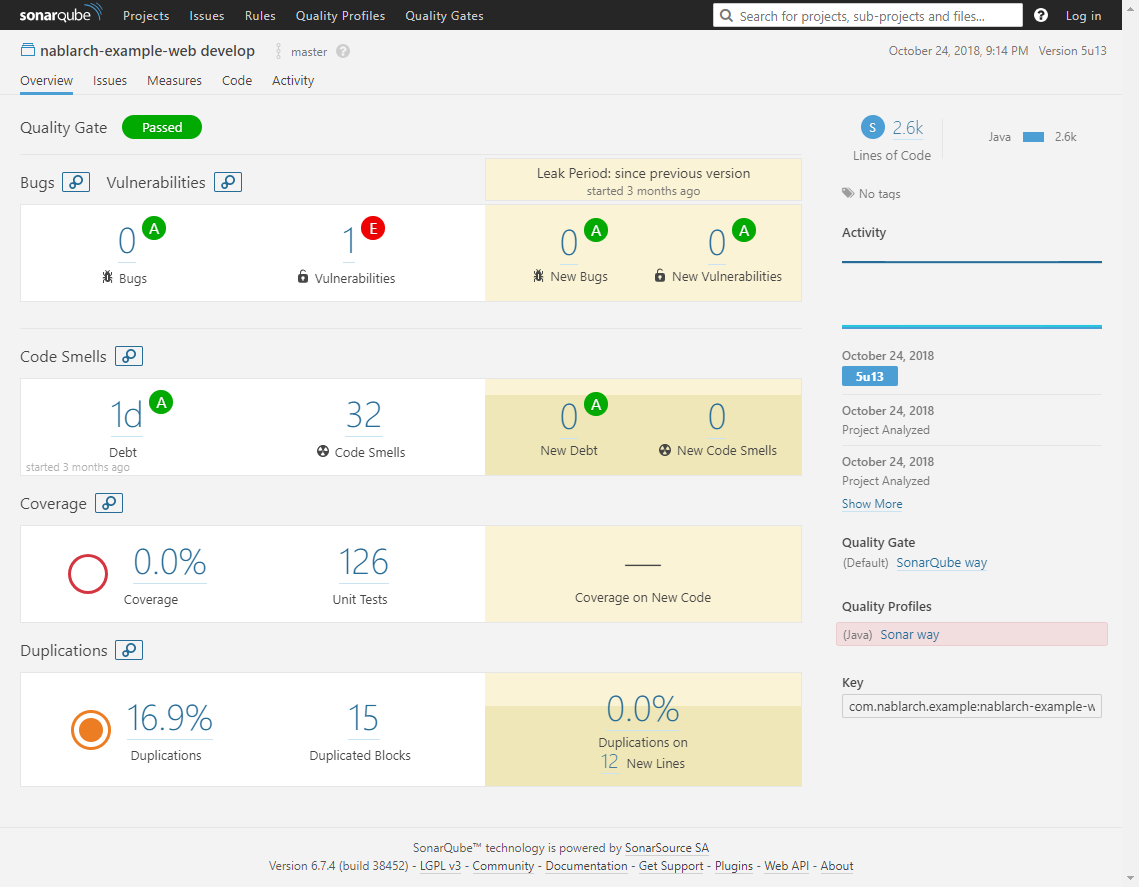 sonarqube Projects Issues Rules Quality Profiles Quality Gates Search for projects, sub-projects and files... ? Log in
nablarch-example-web develop master ? October 24, 2018, 9:14 PM Version 5u13
Overview Issues Measures Code Activity
Quality Gate Passed
Bugs Vulnerabilities
Leak Period: since previous version
started 3 months ago
0 A
Bugs
1 E
Vulnerabilities
0 A
New Bugs
0 A
New Vulnerabilities
Code Smells
1d A
Debt
started 3 months ago
32
Code Smells
0 A
New Debt
0
New Code Smells
Coverage
0.0%
Coverage
126
Unit Tests
Coverage on New Code
Duplications
16.9%
Duplications
15
Duplicated Blocks
0.0%
Duplications on
12 New Lines
S 2.6k
Lines of Code
Java 2.6k
No tags
Activity
October 24, 2018
5u13
October 24, 2018
Project Analyzed
October 24, 2018
Project Analyzed
Show More
Quality Gate
(Default) SonarQube way
Quality Profiles
(Java) Sonar way
Key
com.nablarch.example:nablarch-example-w
SonarQube™ technology is powered by SonarSource SA
Version 6.7.4 (build 38452) - LGPL v3 - Community - Documentation - Get Support - Plugins - Web API - About